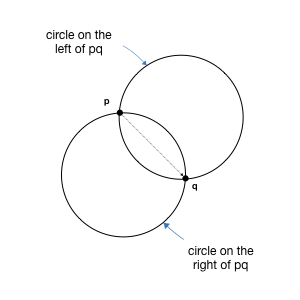 circle on the
left of pq
p
q
circle on the
right of pq